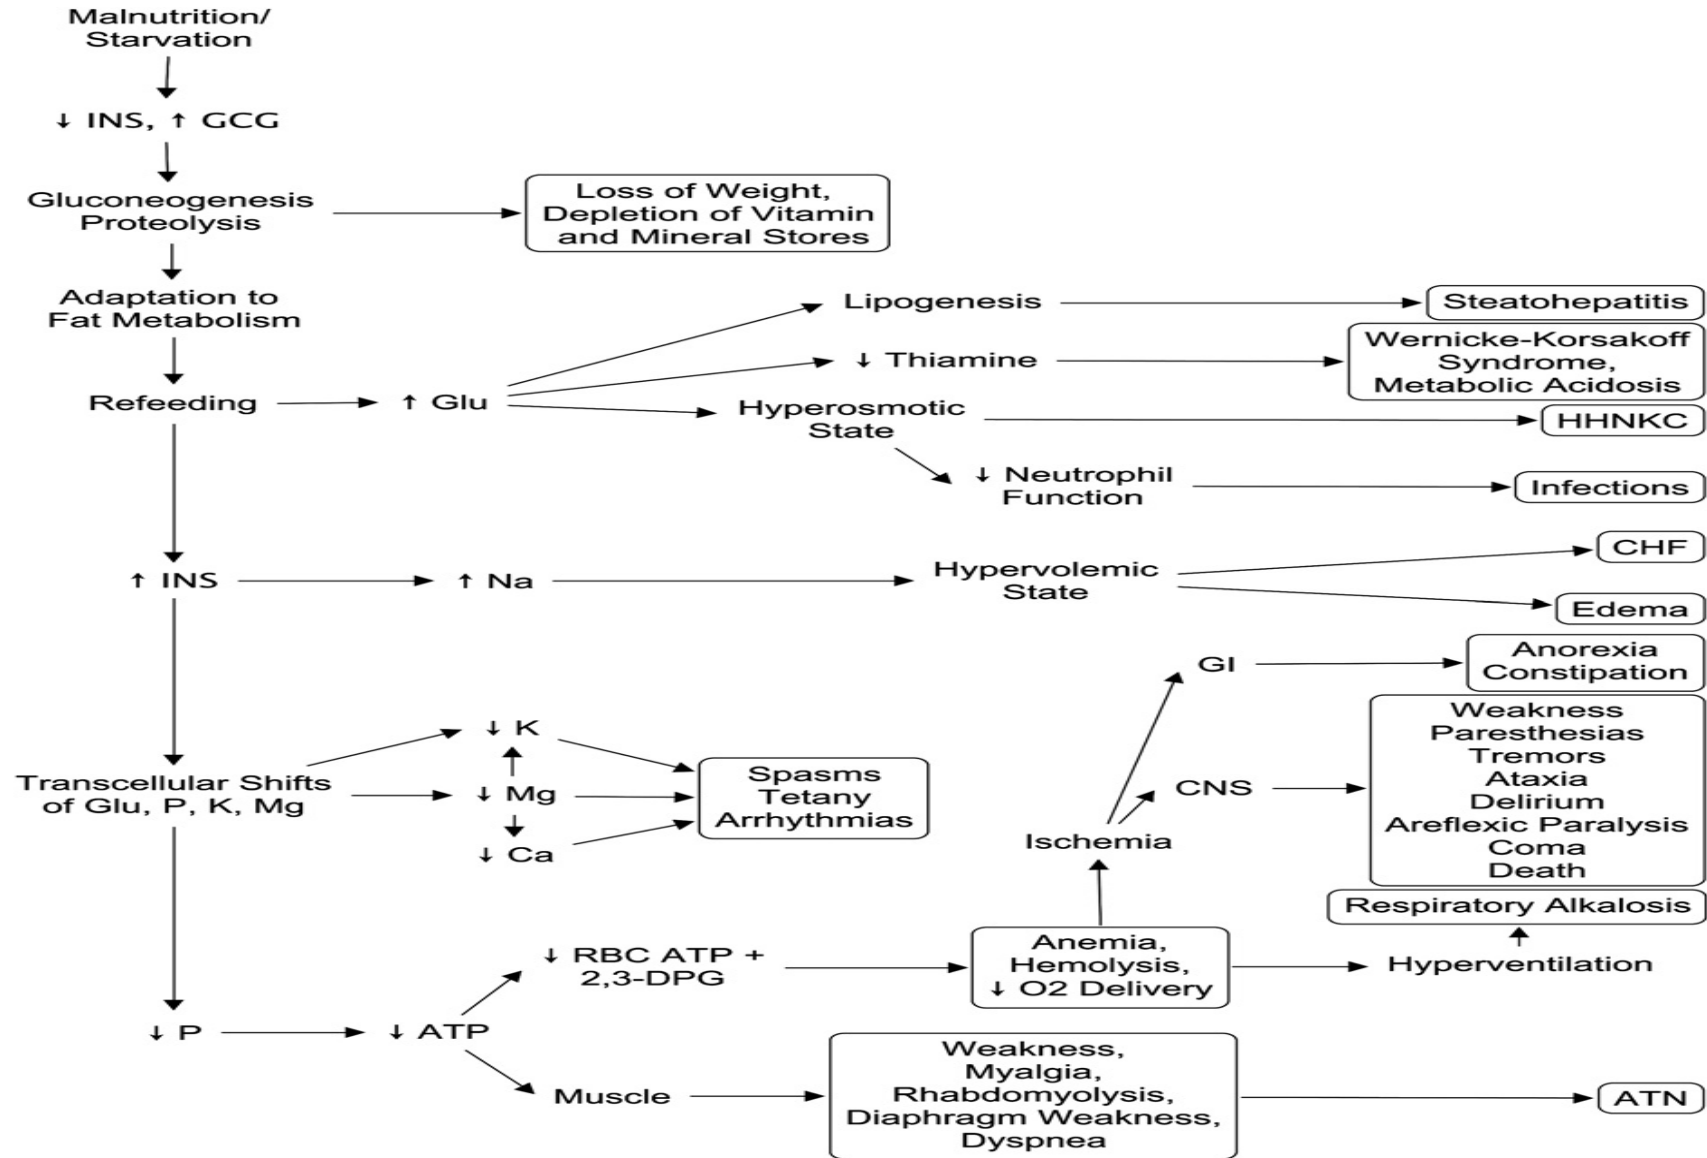 Malnutrition/
Starvation
↓ INS, ↑ GCG
Gluconeogenesis
Proteolysis
Loss of Weight,
Depletion of Vitamin
and Mineral Stores
Adaptation to
Fat Metabolism
Lipogenesis
Steatohepatitis
↓ Thiamine
Wernicke-Korsakoff
Syndrome,
Metabolic Acidosis
Refeeding
↑ Glu
Hyperosmotic
State
HHNKC
↓ Neutrophil
Function
Infections
↑ INS
↑ Na
Hypervolemic
State
CHF
Edema
GI
Anorexia
Constipation
Transcellular Shifts
of Glu, P, K, Mg
↓ K
↓ Mg
↓ Ca
Spasms
Tetany
Arrhythmias
CNS
Weakness
Paresthesias
Tremors
Ataxia
Delirium
Areflexic Paralysis
Coma
Death
Ischemia
Respiratory Alkalosis
↓ RBC ATP +
2,3-DPG
Anemia,
Hemolysis,
↓ O2 Delivery
Hyperventilation
↓ P
↓ ATP
Muscle
Weakness,
Myalgia,
Rhabdomyolysis,
Diaphragm Weakness,
Dyspnea
ATN